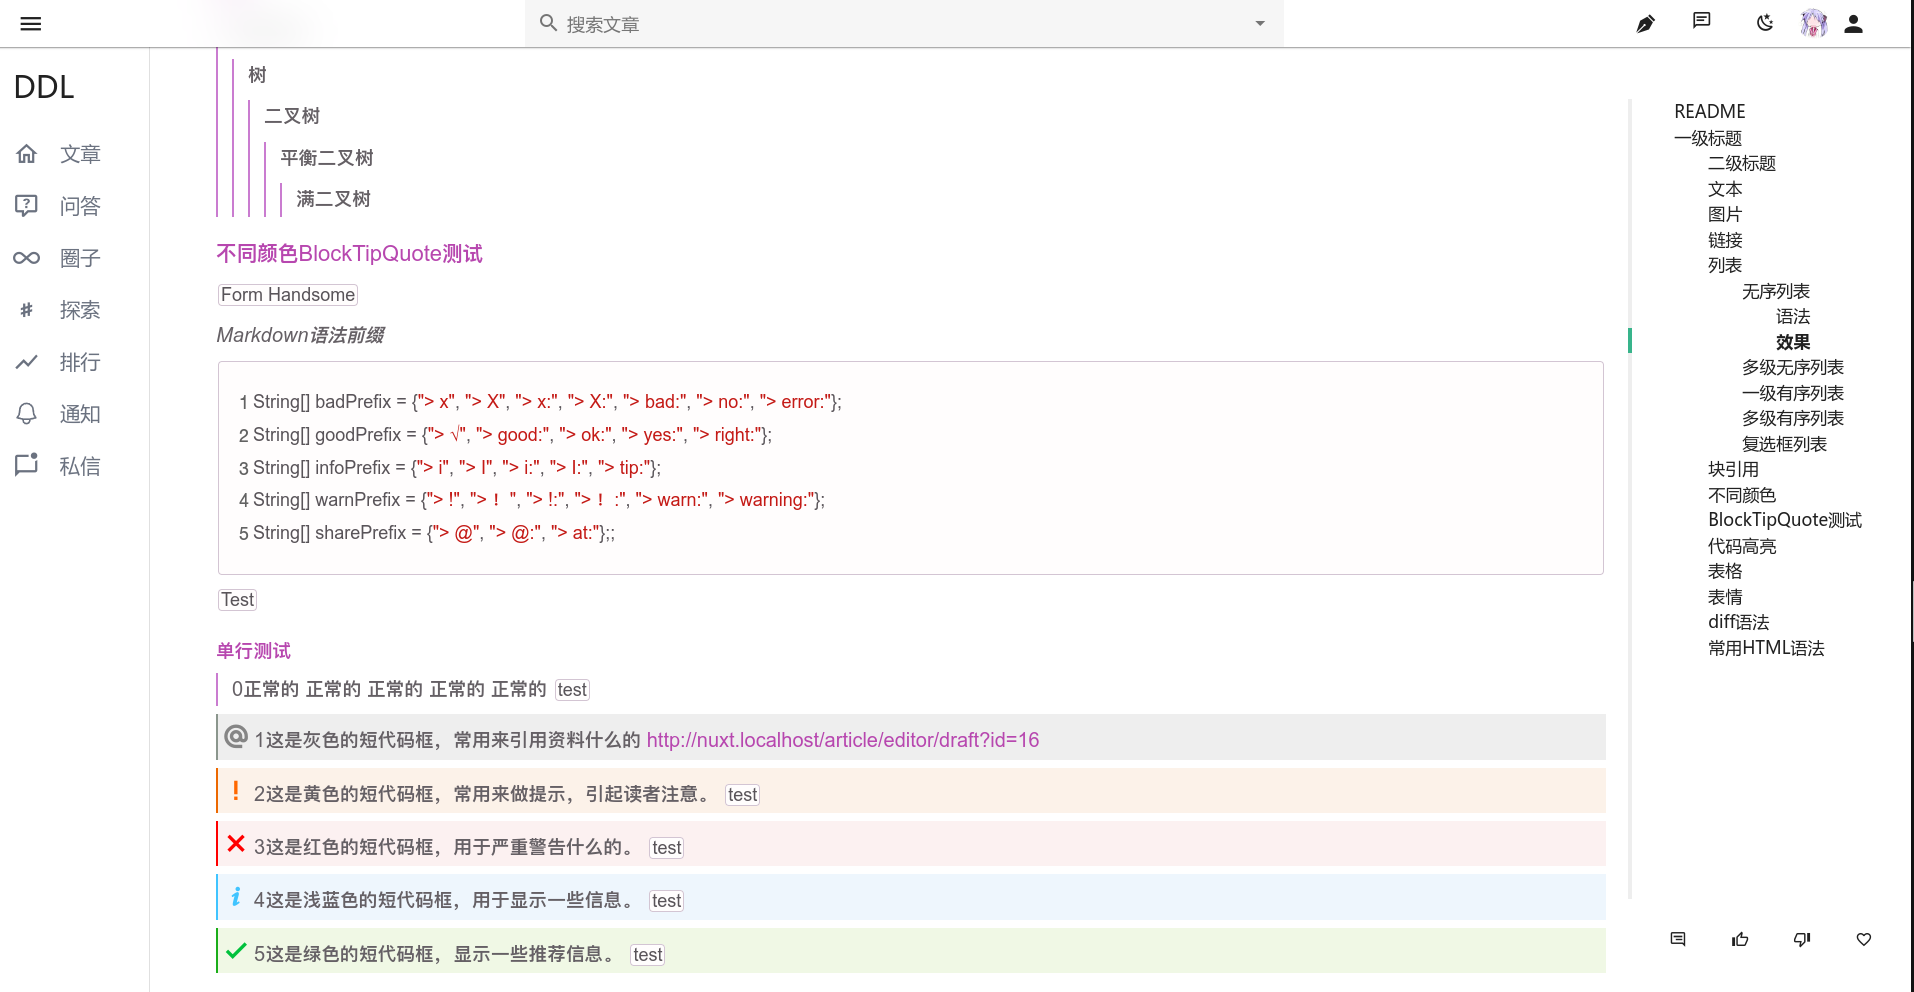 搜索文章
DDL
文章
问答
圈子
探索
排行
通知
私信
树
二叉树
平衡二叉树
满二叉树
不同颜色BlockTipQuote测试
Form Handsome
Markdown语法前缀
1 String[] badPrefix = {"> x", "> X", "> x:", "> X:", "> bad:", "> no:", "> error:"};
2 String[] goodPrefix = {"> √", "> good:", "> ok:", "> yes:", "> right:"};
3 String[] infoPrefix = {"> i", "> I", "> i:", "> I:", "> tip:"};
4 String[] warnPrefix = {"> !", "> ！", "> !:", "> ！:", "> warn:", "> warning:"};
5 String[] sharePrefix = {"> @", "> @:", "> at:"};;
Test
单行测试
0正常的 正常的 正常的 正常的 正常的 test
1这是灰色的短代码框，常用来引用资料什么的 http://nuxt.localhost/article/editor/draft?id=16
2这是黄色的短代码框，常用来做提示，引起读者注意。 test
3这是红色的短代码框，用于严重警告什么的。 test
4这是浅蓝色的短代码框，用于显示一些信息。 test
5这是绿色的短代码框，显示一些推荐信息。 test
README
一级标题
二级标题
文本
图片
链接
列表
无序列表
语法
效果
多级无序列表
一级有序列表
多级有序列表
复选框列表
块引用
不同颜色
BlockTipQuote测试
代码高亮
表格
表情
diff语法
常用HTML语法